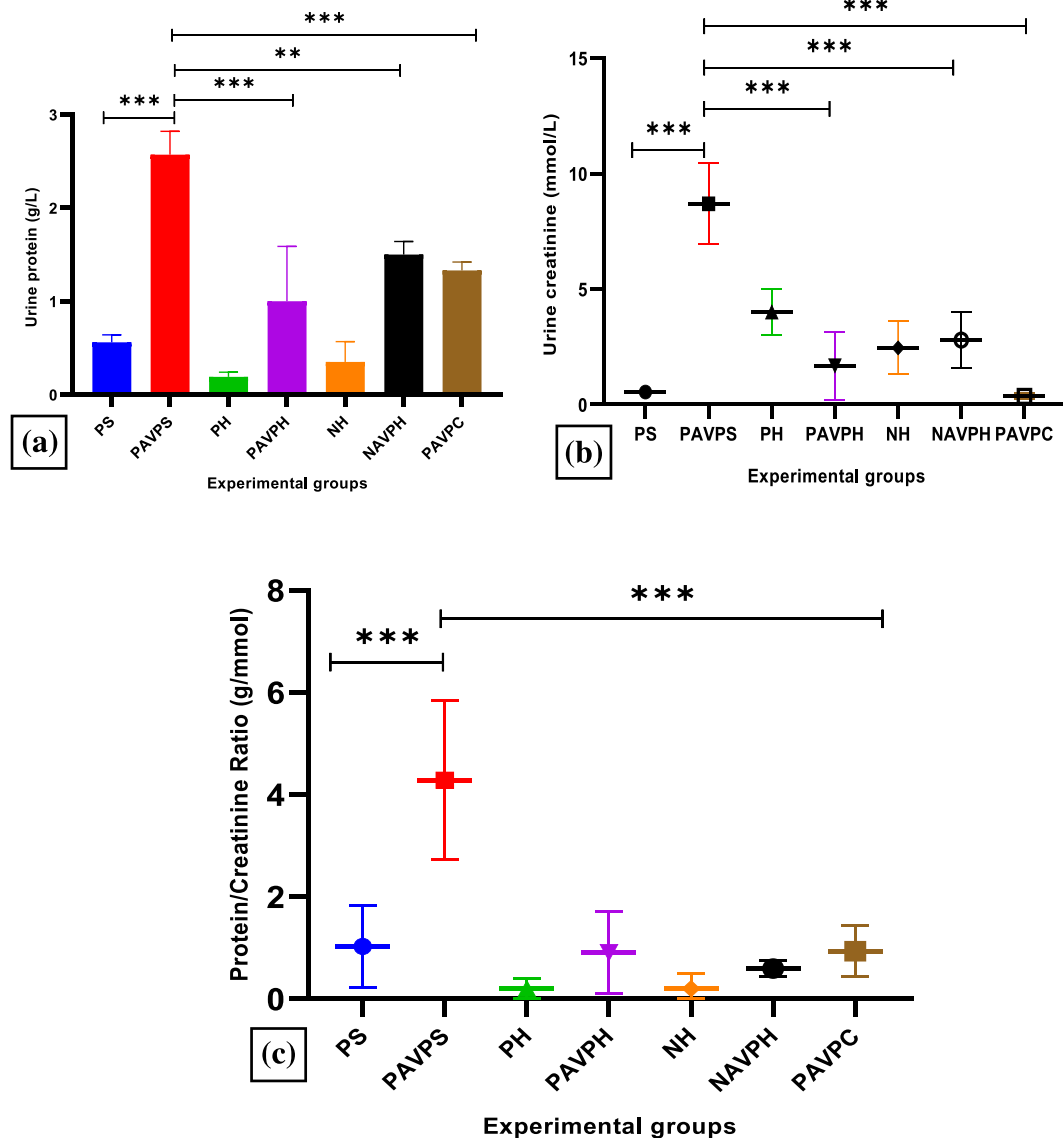 ***
**
***
***
Urine protein (g/L)
3
2
1
0
PS
PAVPS
PH
PAVPH
NH
NAVPH
PAVPC
Experimental groups
(a)
***
***
***
***
Urine creatinine (mmol/L)
15
10
5
0
PS PAVPS PH PAVPH NH NAVPH PAVPC
Experimental groups
(b)
***
***
Protein/Creatinine Ratio (g/mmol)
8
6
4
2
0
PS
PAVPS
PH
PAVPH
NH
NAVPH
PAVPC
Experimental groups
(c)